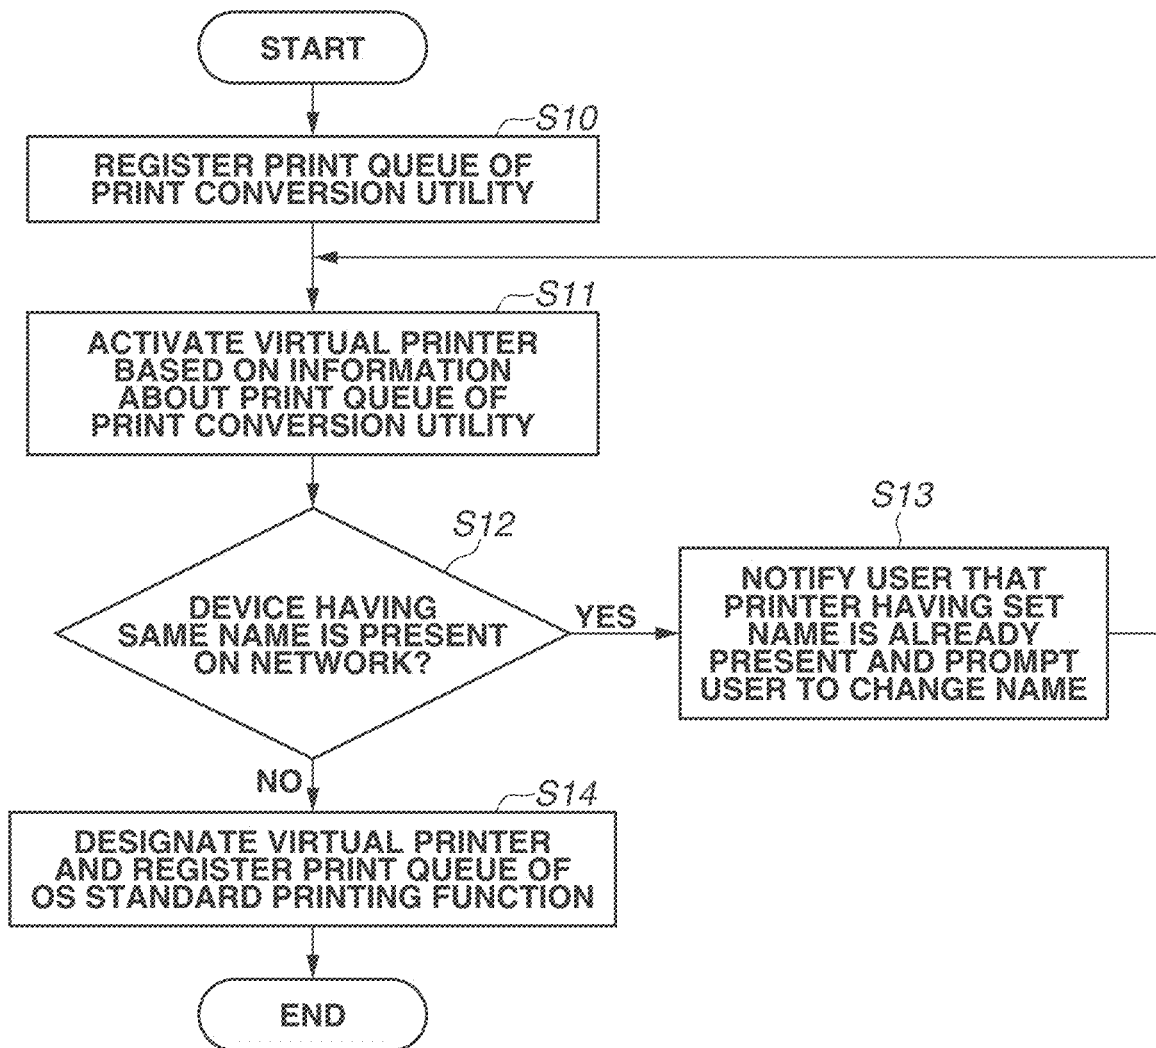 START
S10
REGISTER PRINT QUEUE OF
PRINT CONVERSION UTILITY
S11
ACTIVATE VIRTUAL PRINTER
BASED ON INFORMATION
ABOUT PRINT QUEUE OF
PRINT CONVERSION UTILITY
S12
DEVICE HAVING
SAME NAME IS PRESENT
ON NETWORK?
YES
S13
NOTIFY USER THAT
PRINTER HAVING SET
NAME IS ALREADY
PRESENT AND PROMPT
USER TO CHANGE NAME
NO
S14
DESIGNATE VIRTUAL PRINTER
AND REGISTER PRINT QUEUE OF
OS STANDARD PRINTING FUNCTION
END